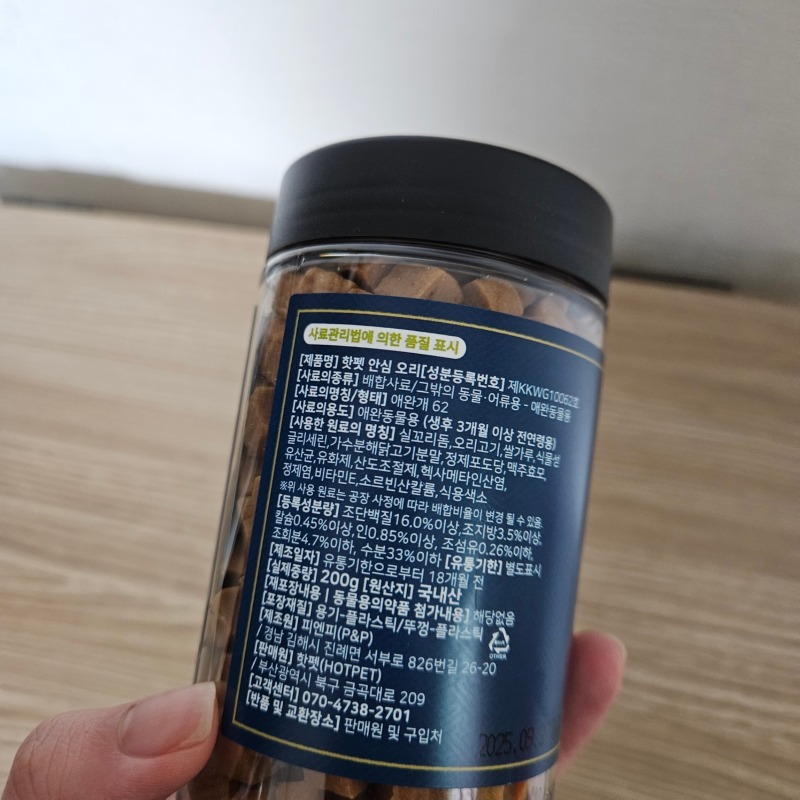 사료관리법에 의한 품질 표시
[제품명] 핫펫 안심 오리[성분등록번호] 제KKWG10062호
[사료의종류] 배합사료/그밖의 동물·어류용 - 애완동물용
[사료의명칭/형태] 애완개 62
[사료의용도] 애완동물용 (생후 3개월 이상 전연령용)
[사용한 원료의 명칭] 실꼬리돔,오리고기,쌀가루,식물성
글리세린,가수분해닭고기분말,정제포도당,맥주효모,
유산균,유화제,산도조절제,헥사메타인산염,
정제염,비타민E,소르빈산칼륨,식용색소
※위 사용 원료는 공장 사정에 따라 배합비율이 변경 될 수 있음.
[등록성분량] 조단백질16.0%이상,조지방3.5%이상,
칼슘0.45%이상, 인0.85%이상, 조섬유0.26%이하,
조회분4.7%이하, 수분33%이하 [유통기한] 별도표시
[제조일자] 유통기한으로부터 18개월 전
[실제중량] 200g [원산지] 국내산
[재포장내용 | 동물용의약품 첨가내용] 해당없음
[포장재질] 용기-플라스틱/뚜껑-플라스틱
OTHER
[제조원] 피엔피(P&P)
/ 경남 김해시 진례면 서부로 826번길 26-20
[판매원] 핫펫(HOTPET)
/ 부산광역시 북구 금곡대로 209
[고객센터] 070-4738-2701
[반품 및 교환장소] 판매원 및 구입처
2025.09.